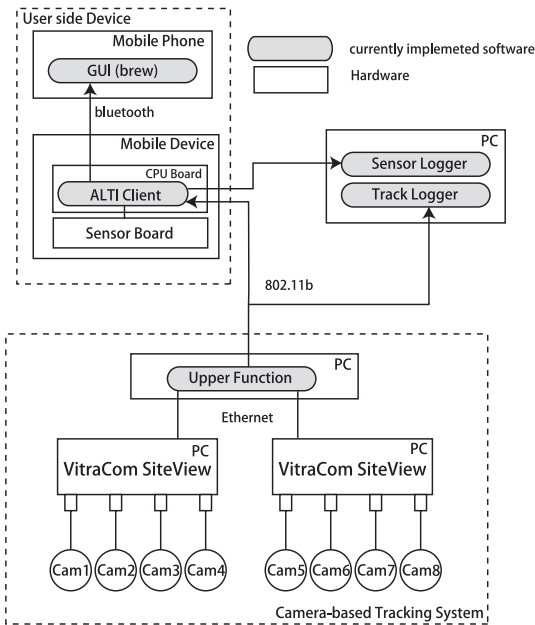 User side Device
Mobile Phone
GUI (brew)
bluetooth
Mobile Device
CPU Board
ALTI Client
Sensor Board
currently implemeted software
Hardware
PC
Sensor Logger
Track Logger
802.11b
PC
Upper Function
Ethernet
PC
VitraCom SiteView
PC
VitraCom SiteView
Cam1
Cam2
Cam3
Cam4
Cam5
Cam6
Cam7
Cam8
Camera-based Tracking System